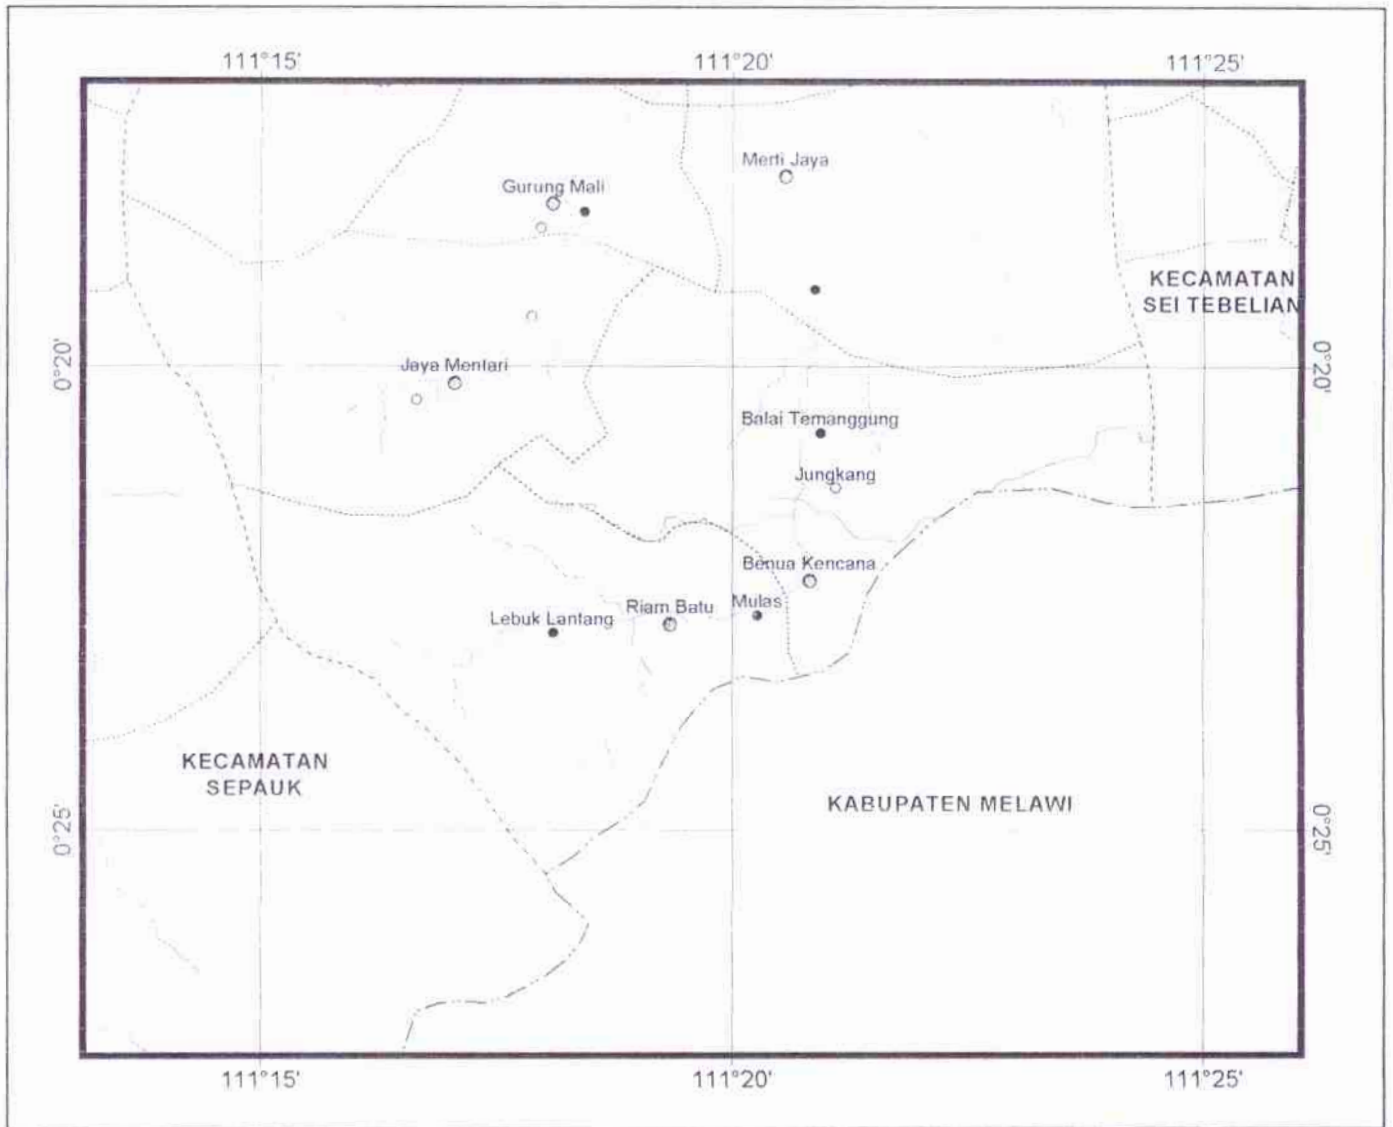 111°15'
111°20'
111°25'
Merti Jaya
Gurung Mali
KECAMATAN
SEI TEBELIAN
0°20'
0°20'
Jaya Mentari
Balai Temanggung
Jungkang
Benua Kencana
Mulas
Riam Batu
Lebuk Lantang
KECAMATAN
SEPAUK
KABUPATEN MELAWI
0°25'
0°25'
111°15'
111°20'
111°25'